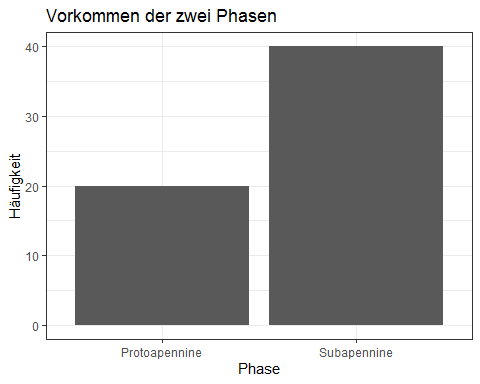 Vorkommen der zwei Phasen
Häufigkeit
40
30
20
10
0
Protoapennine Subapennine
Phase